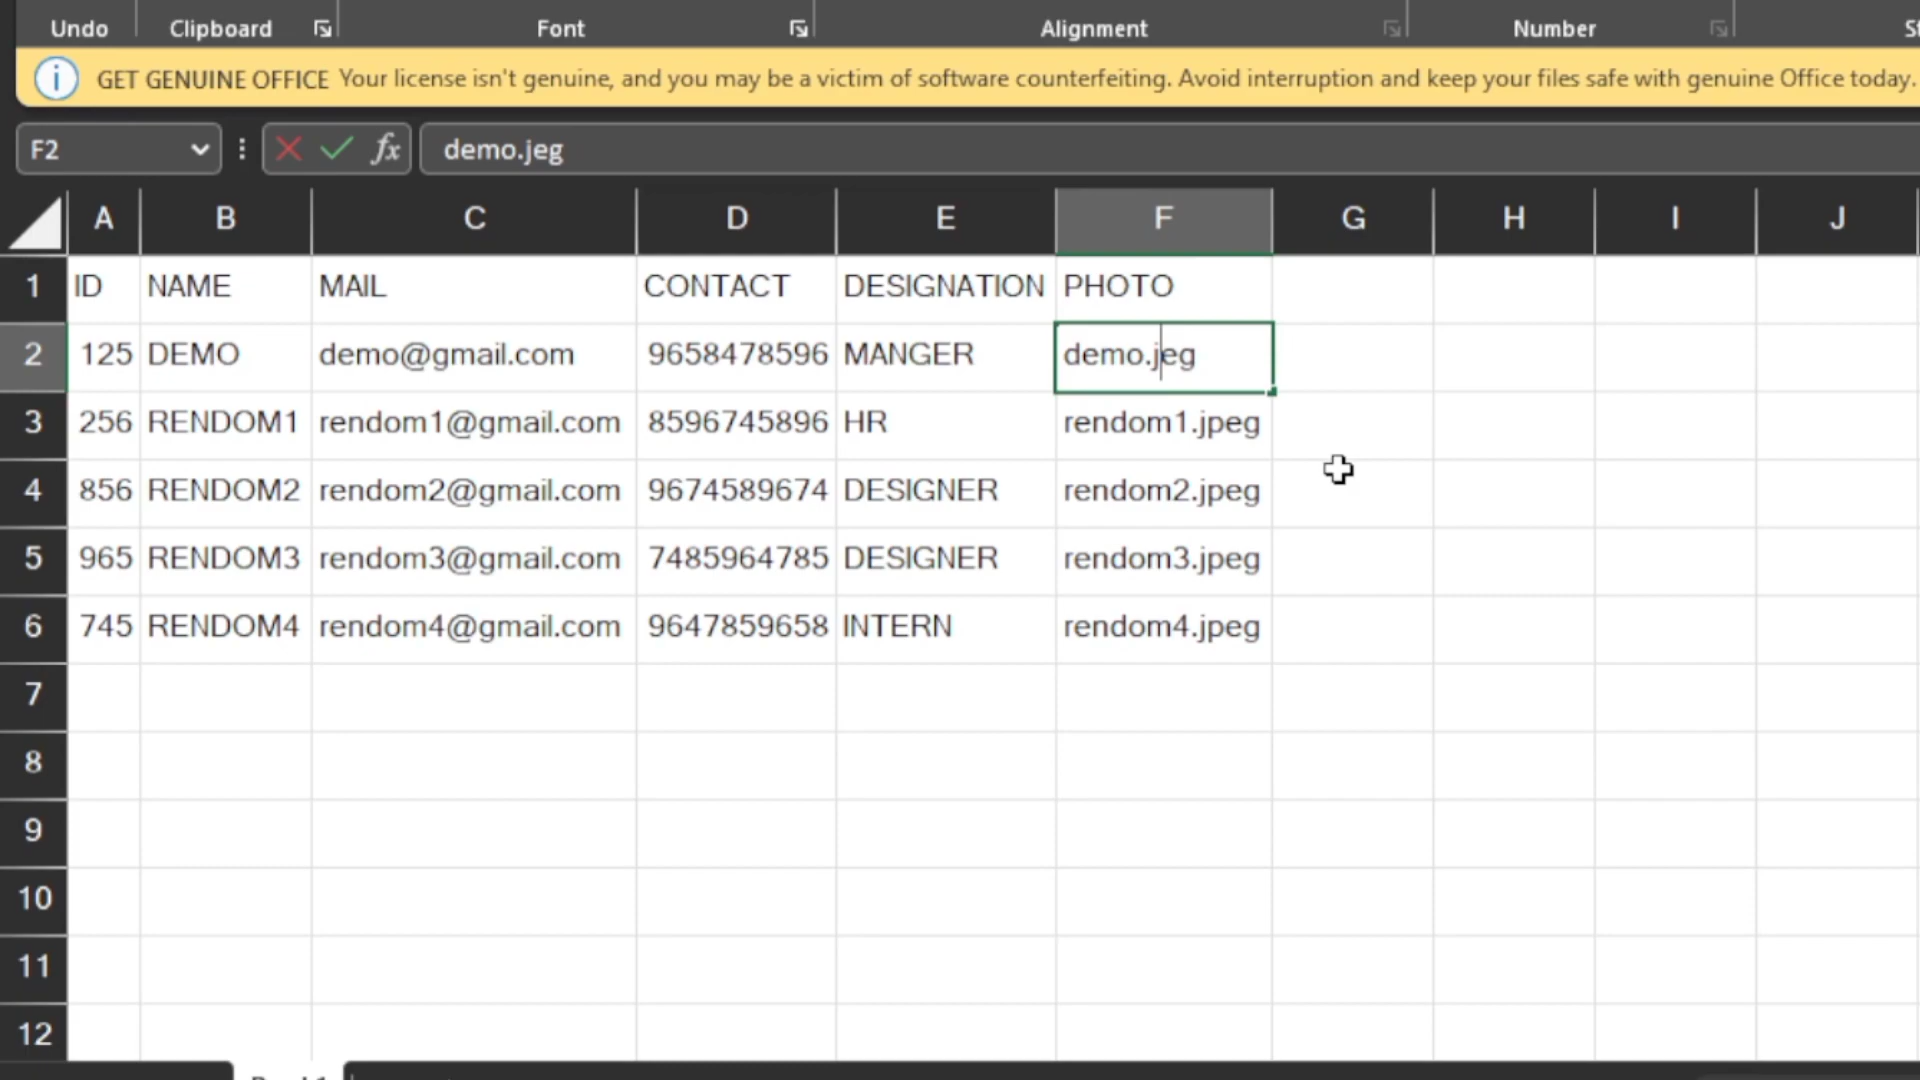 Undo Clipboard Font Alignment Number
GET GENUINE OFFICE Your license isn't genuine, and you may be a victim of software counterfeiting. Avoid interruption and keep your files safe with genuine Office today.
F2 fx demo.jeg
A B C D E F G H I J
1 ID NAME MAIL CONTACT DESIGNATION PHOTO
2 125 DEMO demo@gmail.com 9658478596 MANGER demo.jeg
3 256 RENDOM1 rendom1@gmail.com 8596745896 HR rendom1.jpeg
4 856 RENDOM2 rendom2@gmail.com 9674589674 DESIGNER rendom2.jpeg
5 965 RENDOM3 rendom3@gmail.com 7485964785 DESIGNER rendom3.jpeg
6 745 RENDOM4 rendom4@gmail.com 9647859658 INTERN rendom4.jpeg
7
8
9
10
11
12